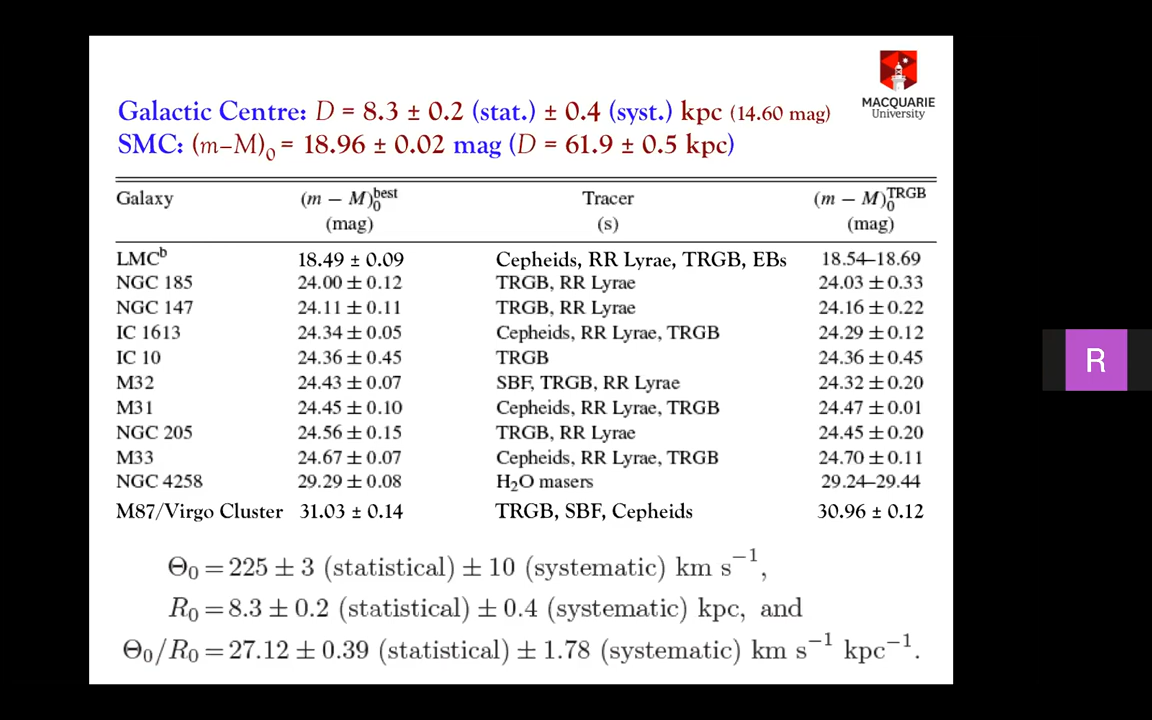 Galactic Centre: D = 8.3 ± 0.2 (stat.) ± 0.4 (syst.) kpc (14.60 mag)
SMC: (m–M)₀ = 18.96 ± 0.02 mag (D = 61.9 ± 0.5 kpc)
MACQUARIE
University
Galaxy (m − M)₀^best Tracer (m − M)₀^TRGB
(mag) (s) (mag)
LMCᵇ 18.49 ± 0.09 Cepheids, RR Lyrae, TRGB, EBs 18.54–18.69
NGC 185 24.00 ± 0.12 TRGB, RR Lyrae 24.03 ± 0.33
NGC 147 24.11 ± 0.11 TRGB, RR Lyrae 24.16 ± 0.22
IC 1613 24.34 ± 0.05 Cepheids, RR Lyrae, TRGB 24.29 ± 0.12
IC 10 24.36 ± 0.45 TRGB 24.36 ± 0.45
M32 24.43 ± 0.07 SBF, TRGB, RR Lyrae 24.32 ± 0.20
M31 24.45 ± 0.10 Cepheids, RR Lyrae, TRGB 24.47 ± 0.01
NGC 205 24.56 ± 0.15 TRGB, RR Lyrae 24.45 ± 0.20
M33 24.67 ± 0.07 Cepheids, RR Lyrae, TRGB 24.70 ± 0.11
NGC 4258 29.29 ± 0.08 H₂O masers 29.24–29.44
M87/Virgo Cluster 31.03 ± 0.14 TRGB, SBF, Cepheids 30.96 ± 0.12
Θ₀ = 225 ± 3 (statistical) ± 10 (systematic) km s⁻¹,
R₀ = 8.3 ± 0.2 (statistical) ± 0.4 (systematic) kpc, and
Θ₀/R₀ = 27.12 ± 0.39 (statistical) ± 1.78 (systematic) km s⁻¹ kpc⁻¹.
R